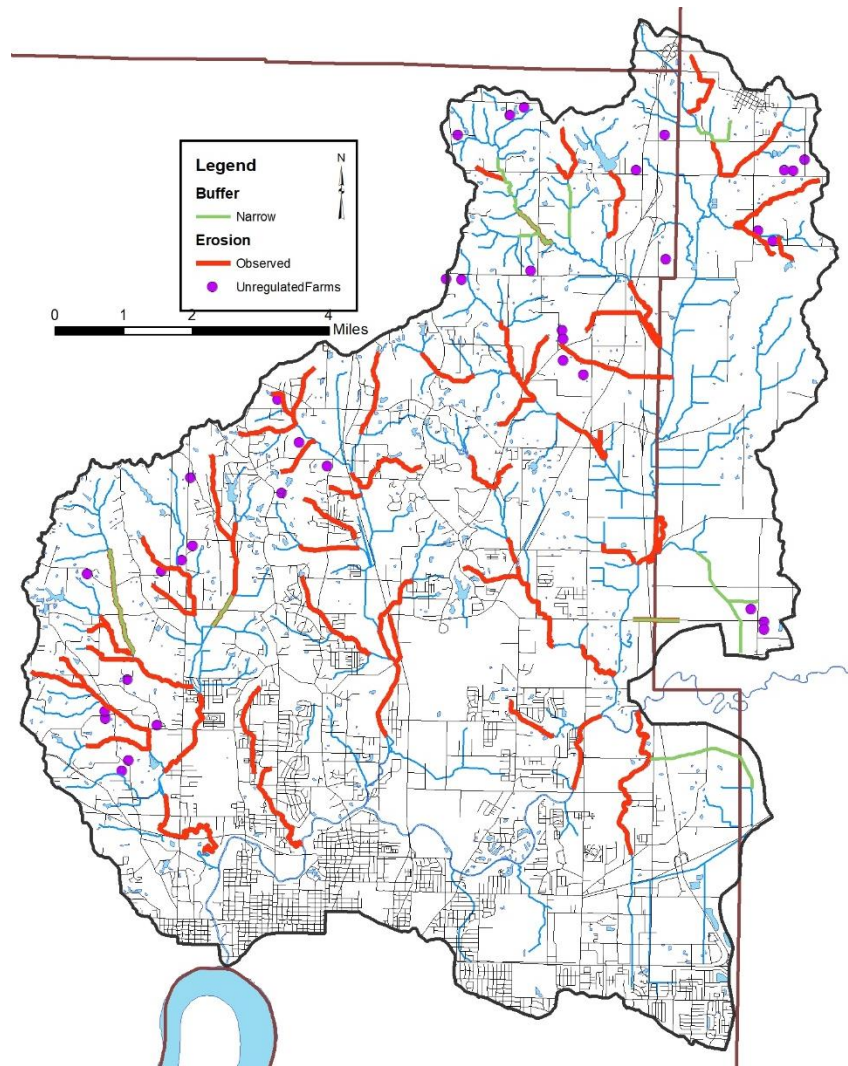 Legend
N
Buffer
Narrow
Erosion
Observed
UnregulatedFarms
0 1 2 4
Miles